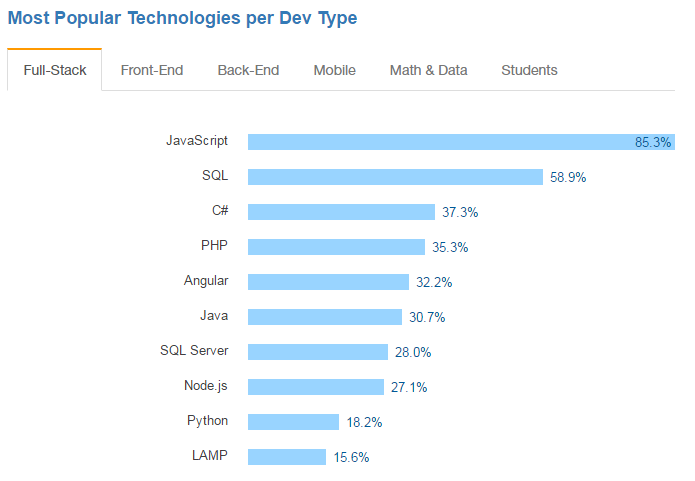 Most Popular Technologies per Dev Type
Full-Stack Front-End Back-End Mobile Math & Data Students
JavaScript 85.3%
SQL 58.9%
C# 37.3%
PHP 35.3%
Angular 32.2%
Java 30.7%
SQL Server 28.0%
Node.js 27.1%
Python 18.2%
LAMP 15.6%